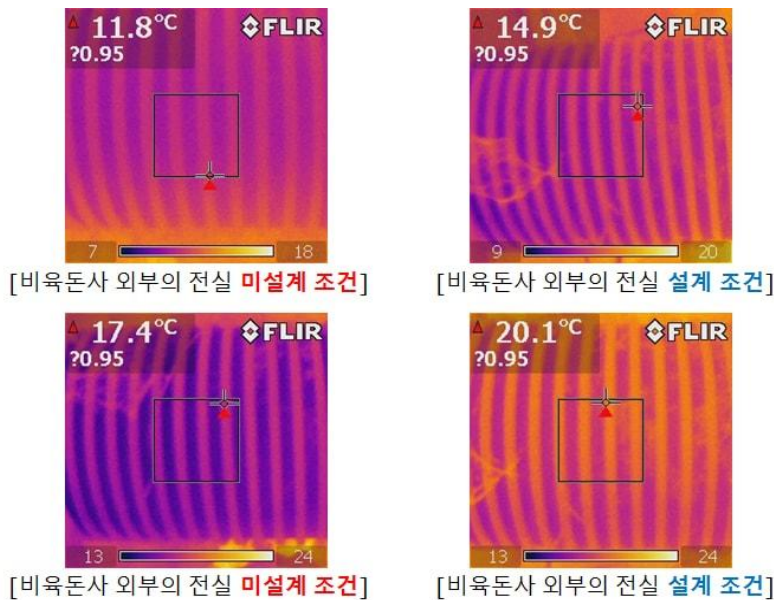 11.8℃ FLIR
?0.95
7 18
14.9℃ FLIR
?0.95
9 20
[비육돈사 외부의 전실 미설계 조건]
[비육돈사 외부의 전실 설계 조건]
17.4℃ FLIR
?0.95
13 24
20.1℃ FLIR
?0.95
13 24
[비육돈사 외부의 전실 미설계 조건]
[비육돈사 외부의 전실 설계 조건]